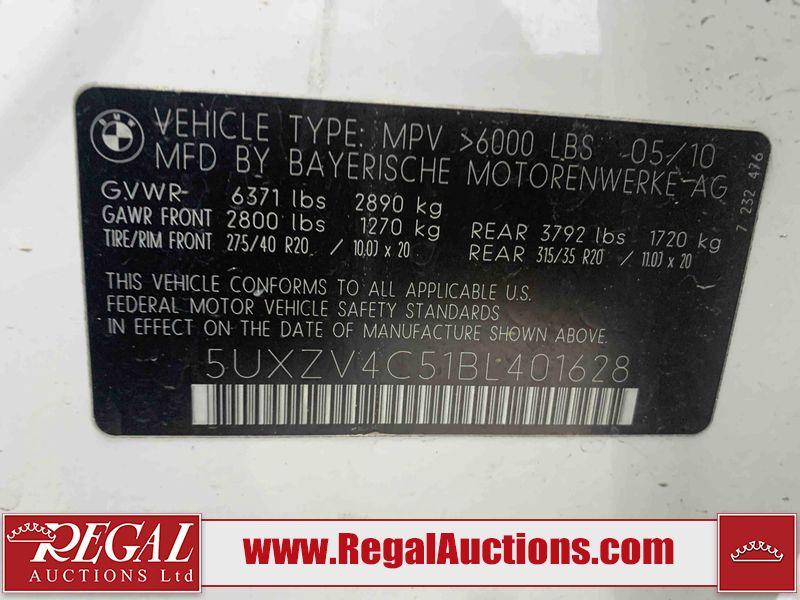 BMW
VEHICLE TYPE: MPV >6000 LBS 05/10
MFD BY BAYERISCHE MOTORENWERKE AG
G.VWR- 6371 lbs 2890 kg
GAWR FRONT 2800 lbs 1270 kg REAR 3792 lbs 1720 kg
TIRE/RIM FRONT 275/40 R20 / 10.0J x 20 REAR 315/35 R20 / 11.0J x 20
7 232 476
THIS VEHICLE CONFORMS TO ALL APPLICABLE U.S.
FEDERAL MOTOR VEHICLE SAFETY STANDARDS
IN EFFECT ON THE DATE OF MANUFACTURE SHOWN ABOVE.
5UXZV4C51BL401628
REGAL
AUCTIONS Ltd
www.RegalAuctions.com